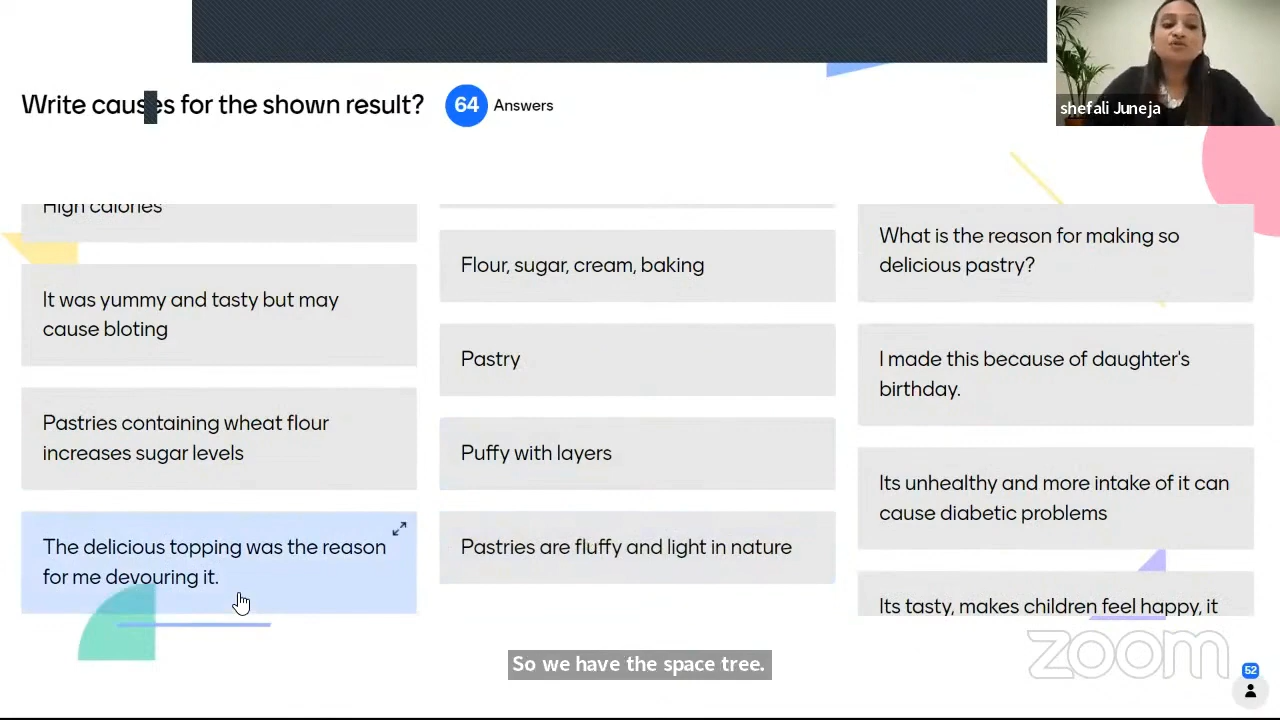 Write causes for the shown result?
64
Answers
shefali Juneja
High calories
It was yummy and tasty but may
cause bloting
Pastries containing wheat flour
increases sugar levels
The delicious topping was the reason
for me devouring it.
Flour, sugar, cream, baking
Pastry
Puffy with layers
Pastries are fluffy and light in nature
What is the reason for making so
delicious pastry?
I made this because of daughter's
birthday.
Its unhealthy and more intake of it can
cause diabetic problems
Its tasty, makes children feel happy, it
So we have the space tree.
zoom
52